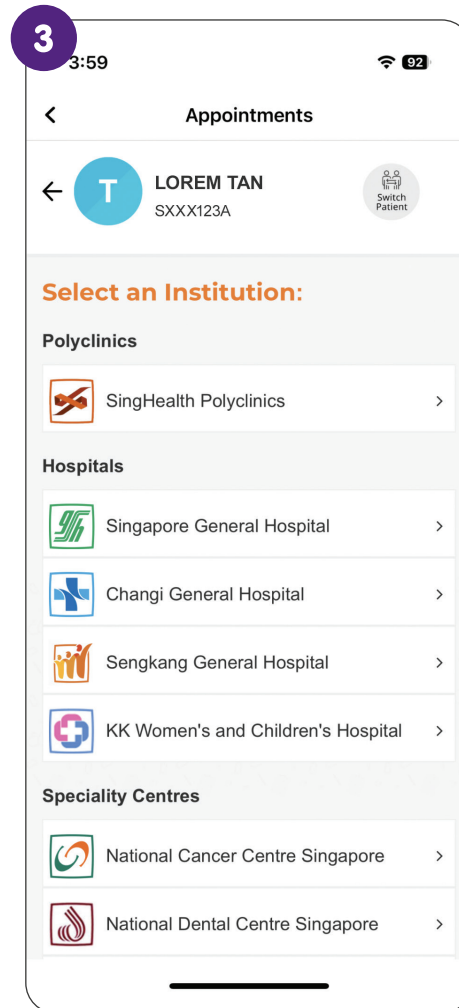 3
3:59
92
Appointments
T
LOREM TAN
SXXX123A
Switch
Patient
Select an Institution:
Polyclinics
SingHealth Polyclinics
Hospitals
Singapore General Hospital
Changi General Hospital
Sengkang General Hospital
KK Women's and Children's Hospital
Speciality Centres
National Cancer Centre Singapore
National Dental Centre Singapore